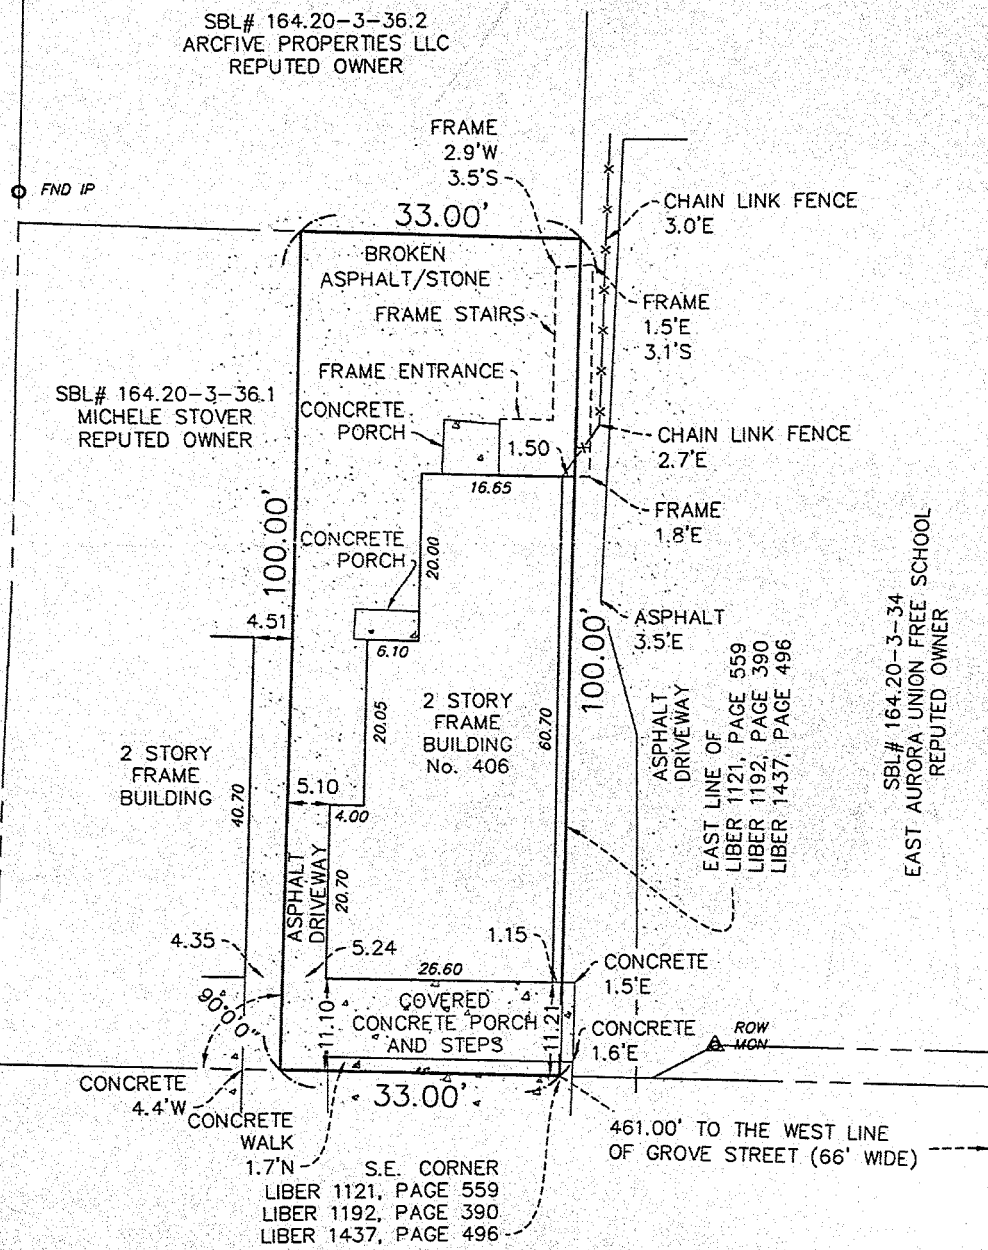 SBL# 164.20-3-36.2
ARCFIVE PROPERTIES LLC
REPUTED OWNER
FND IP
FRAME
2.9'W
3.5'S
33.00'
CHAIN LINK FENCE
3.0'E
BROKEN
ASPHALT/STONE
FRAME STAIRS
FRAME
1.5'E
3.1'S
FRAME ENTRANCE
SBL# 164.20-3-36.1
MICHELE STOVER
REPUTED OWNER
CONCRETE
PORCH
1.50
CHAIN LINK FENCE
2.7'E
16.65
FRAME
1.8'E
100.00'
CONCRETE
PORCH
20.00
4.51
6.10
ASPHALT
3.5'E
100.00'
SBL# 164.20-3-34
EAST AURORA UNION FREE SCHOOL
REPUTED OWNER
2 STORY
FRAME
BUILDING
40.70
20.05
2 STORY
FRAME
BUILDING
No. 406
60.70
ASPHALT
DRIVEWAY
EAST LINE OF
LIBER 1121, PAGE 559
LIBER 1192, PAGE 390
LIBER 1437, PAGE 496
5.10
4.00
ASPHALT
DRIVEWAY
20.70
4.35
5.24
1.15
26.60
CONCRETE
1.5'E
90°0'0"
11.10
COVERED
CONCRETE PORCH
AND STEPS
11.21
CONCRETE
1.6'E
ROW
MON
CONCRETE
4.4'W
33.00'
CONCRETE
WALK
1.7'N
461.00' TO THE WEST LINE
OF GROVE STREET (66' WIDE)
S.E. CORNER
LIBER 1121, PAGE 559
LIBER 1192, PAGE 390
LIBER 1437, PAGE 496